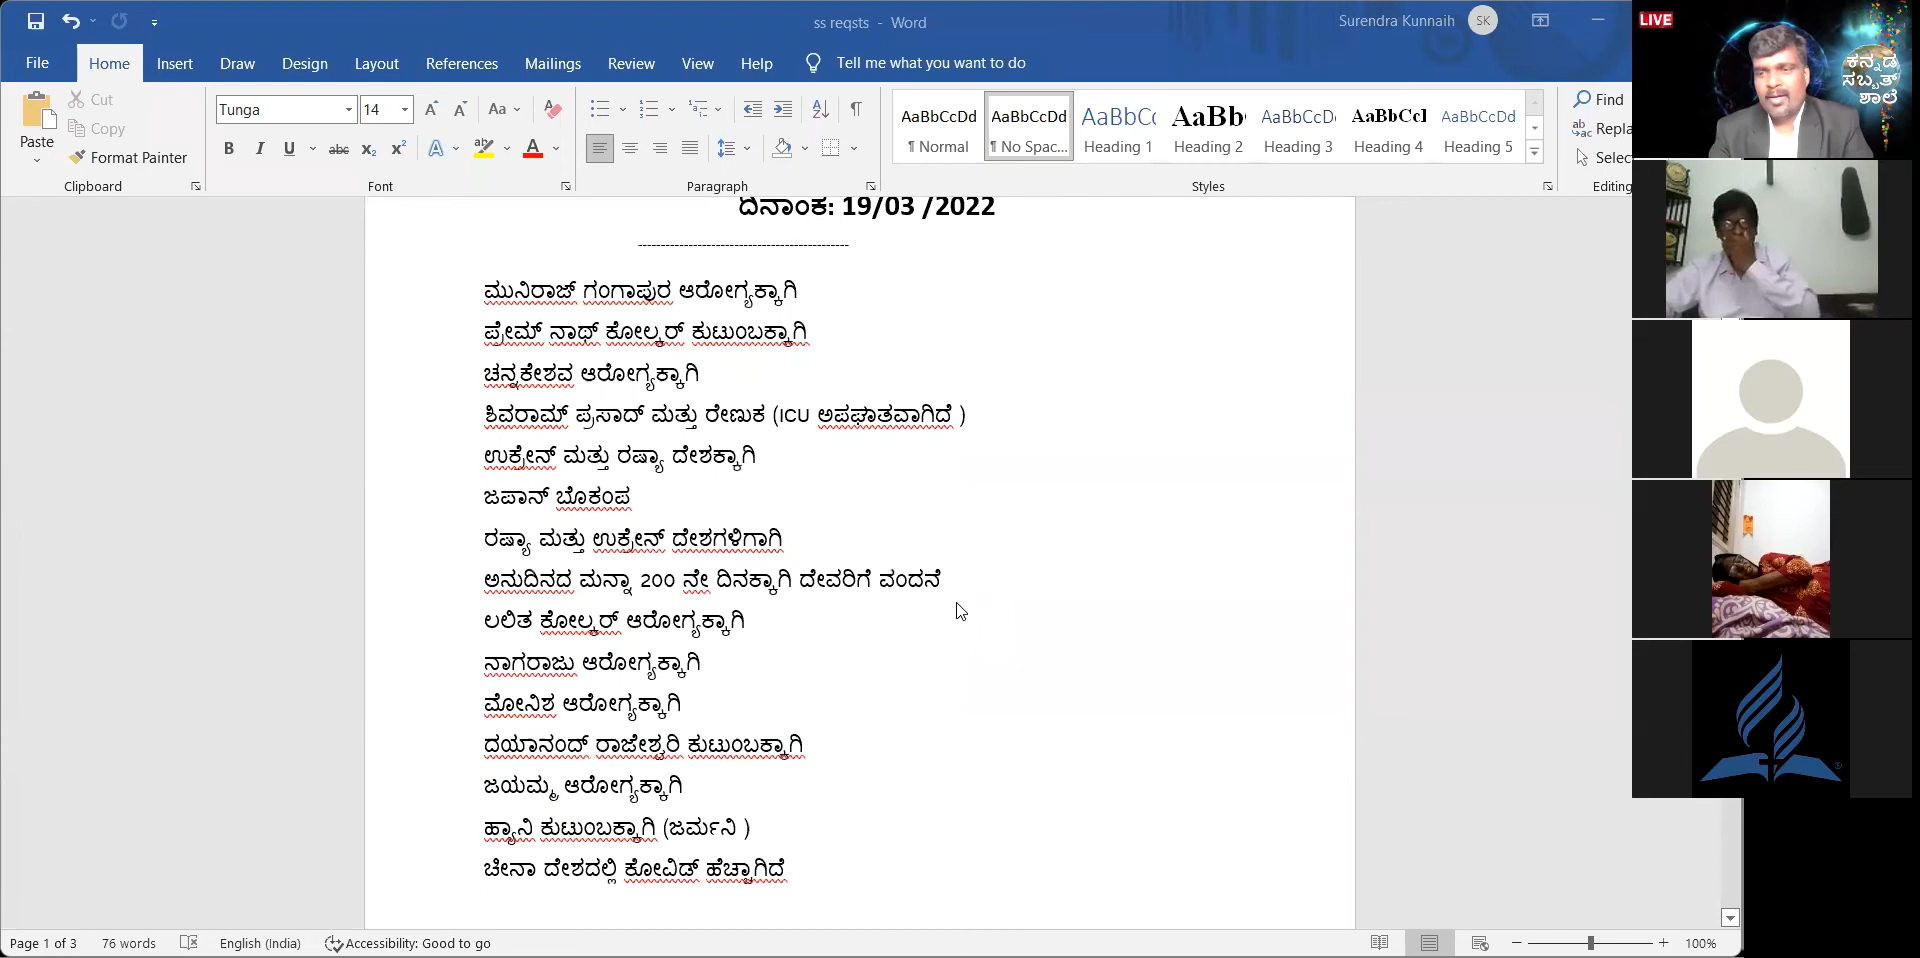 ss reqsts - Word
Surendra Kunnaih SK
File Home Insert Draw Design Layout References Mailings Review View Help Tell me what you want to do
Paste
Cut
Copy
Format Painter
Clipboard
Tunga 14
Font
Paragraph
AaBbCcDd AaBbCcDd AaBbCc AaBb AaBbCcD AaBbCcI AaBbCcDd
¶ Normal ¶ No Spac... Heading 1 Heading 2 Heading 3 Heading 4 Heading 5
Styles
Find
Repla
Selec
Editing
LIVE
ಕನ್ನಡ
ಸಬ್ಬತ್
ಶಾಲೆ
ದಿನಾಂಕ: 19/03 /2022
-----------------------------------------------
ಮುನಿರಾಜ್ ಗಂಗಾಪುರ ಆರೋಗ್ಯಕ್ಕಾಗಿ
ಪ್ರೇಮ್ ನಾಥ್ ಕೋಲ್ಕರ್ ಕುಟುಂಬಕ್ಕಾಗಿ
ಚನ್ನಕೇಶವ ಆರೋಗ್ಯಕ್ಕಾಗಿ
ಶಿವರಾಮ್ ಪ್ರಸಾದ್ ಮತ್ತು ರೇಣುಕ (ICU ಅಪಘಾತವಾಗಿದೆ )
ಉಕ್ರೇನ್ ಮತ್ತು ರಷ್ಯಾ ದೇಶಕ್ಕಾಗಿ
ಜಪಾನ್ ಬೊಕಂಪ
ರಷ್ಯಾ ಮತ್ತು ಉಕ್ರೇನ್ ದೇಶಗಳಿಗಾಗಿ
ಅನುದಿನದ ಮನ್ನಾ 200 ನೇ ದಿನಕ್ಕಾಗಿ ದೇವರಿಗೆ ವಂದನೆ
ಲಲಿತ ಕೋಲ್ಕರ್ ಆರೋಗ್ಯಕ್ಕಾಗಿ
ನಾಗರಾಜು ಆರೋಗ್ಯಕ್ಕಾಗಿ
ಮೋನಿಶ ಆರೋಗ್ಯಕ್ಕಾಗಿ
ದಯಾನಂದ್ ರಾಜೇಶ್ವರಿ ಕುಟುಂಬಕ್ಕಾಗಿ
ಜಯಮ್ಮ ಆರೋಗ್ಯಕ್ಕಾಗಿ
ಹ್ಯಾನಿ ಕುಟುಂಬಕ್ಕಾಗಿ (ಜರ್ಮನಿ )
ಚೀನಾ ದೇಶದಲ್ಲಿ ಕೋವಿಡ್ ಹೆಚ್ಚಾಗಿದೆ
Page 1 of 3 76 words English (India) Accessibility: Good to go 100%